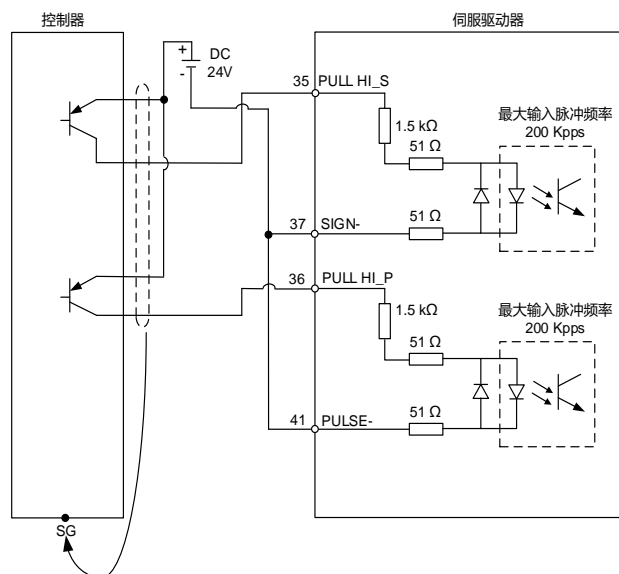 控制器
伺服驱动器
+
DC
24V
-
35 PULL HI_S
1.5 kΩ
51 Ω
最大输入脉冲频率
200 Kpps
51 Ω
37 SIGN-
36 PULL HI_P
1.5 kΩ
51 Ω
最大输入脉冲频率
200 Kpps
51 Ω
41 PULSE-
SG